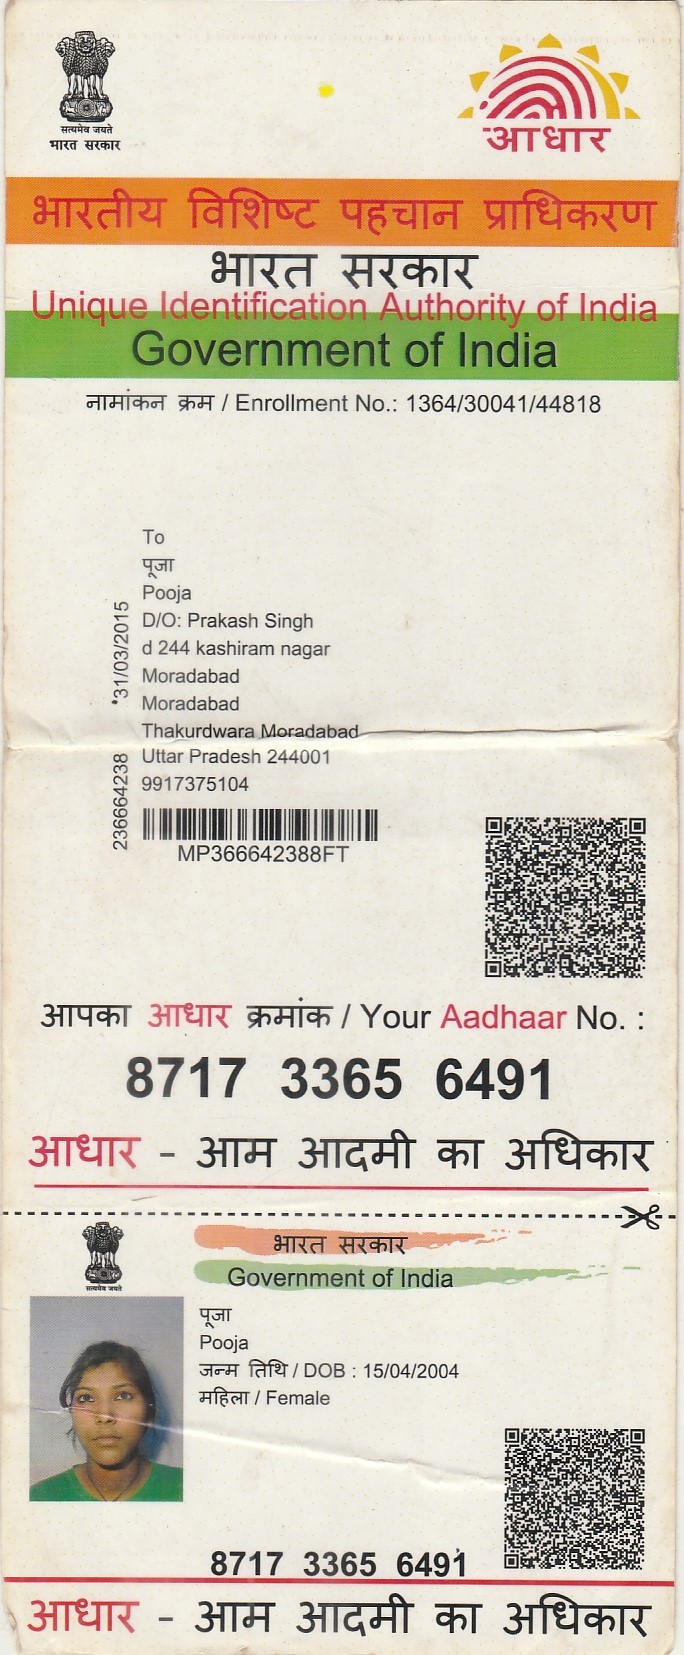 सत्यमेव जयते
भारत सरकार
आधार
भारतीय विशिष्ट पहचान प्राधिकरण
भारत सरकार
Unique Identification Authority of India
Government of India
नामांकन क्रम / Enrollment No.: 1364/30041/44818
To
पूजा
Pooja
D/O: Prakash Singh
d 244 kashiram nagar
Moradabad
Moradabad
Thakurdwara Moradabad
Uttar Pradesh 244001
9917375104
31/03/2015
236664238
MP366642388FT
आपका आधार क्रमांक / Your Aadhaar No. :
8717 3365 6491
आधार - आम आदमी का अधिकार
सत्यमेव जयते
भारत सरकार
Government of India
पूजा
Pooja
जन्म तिथि / DOB : 15/04/2004
महिला / Female
8717 3365 6491
आधार - आम आदमी का अधिकार